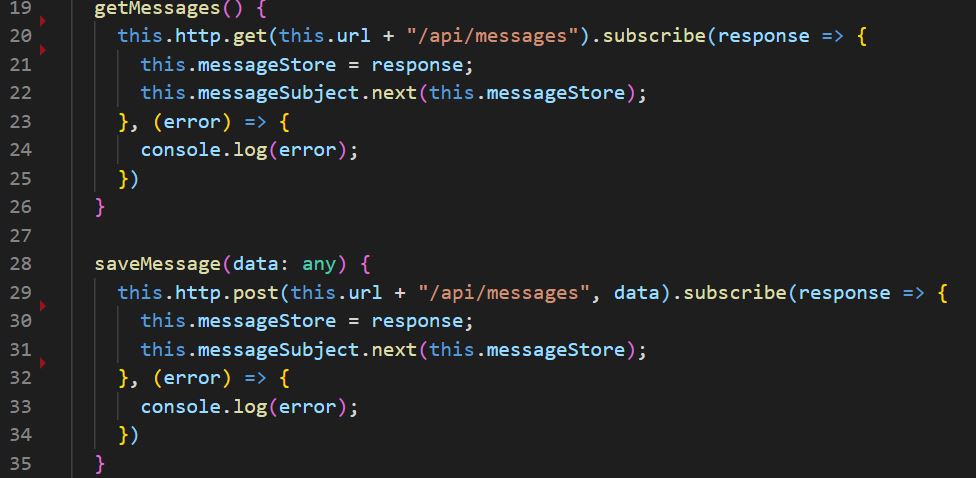 19 getMessages() {
20 this.http.get(this.url + "/api/messages").subscribe(response => {
21 this.messageStore = response;
22 this.messageSubject.next(this.messageStore);
23 }, (error) => {
24 console.log(error);
25 })
26 }
27
28 saveMessage(data: any) {
29 this.http.post(this.url + "/api/messages", data).subscribe(response => {
30 this.messageStore = response;
31 this.messageSubject.next(this.messageStore);
32 }, (error) => {
33 console.log(error);
34 })
35 }